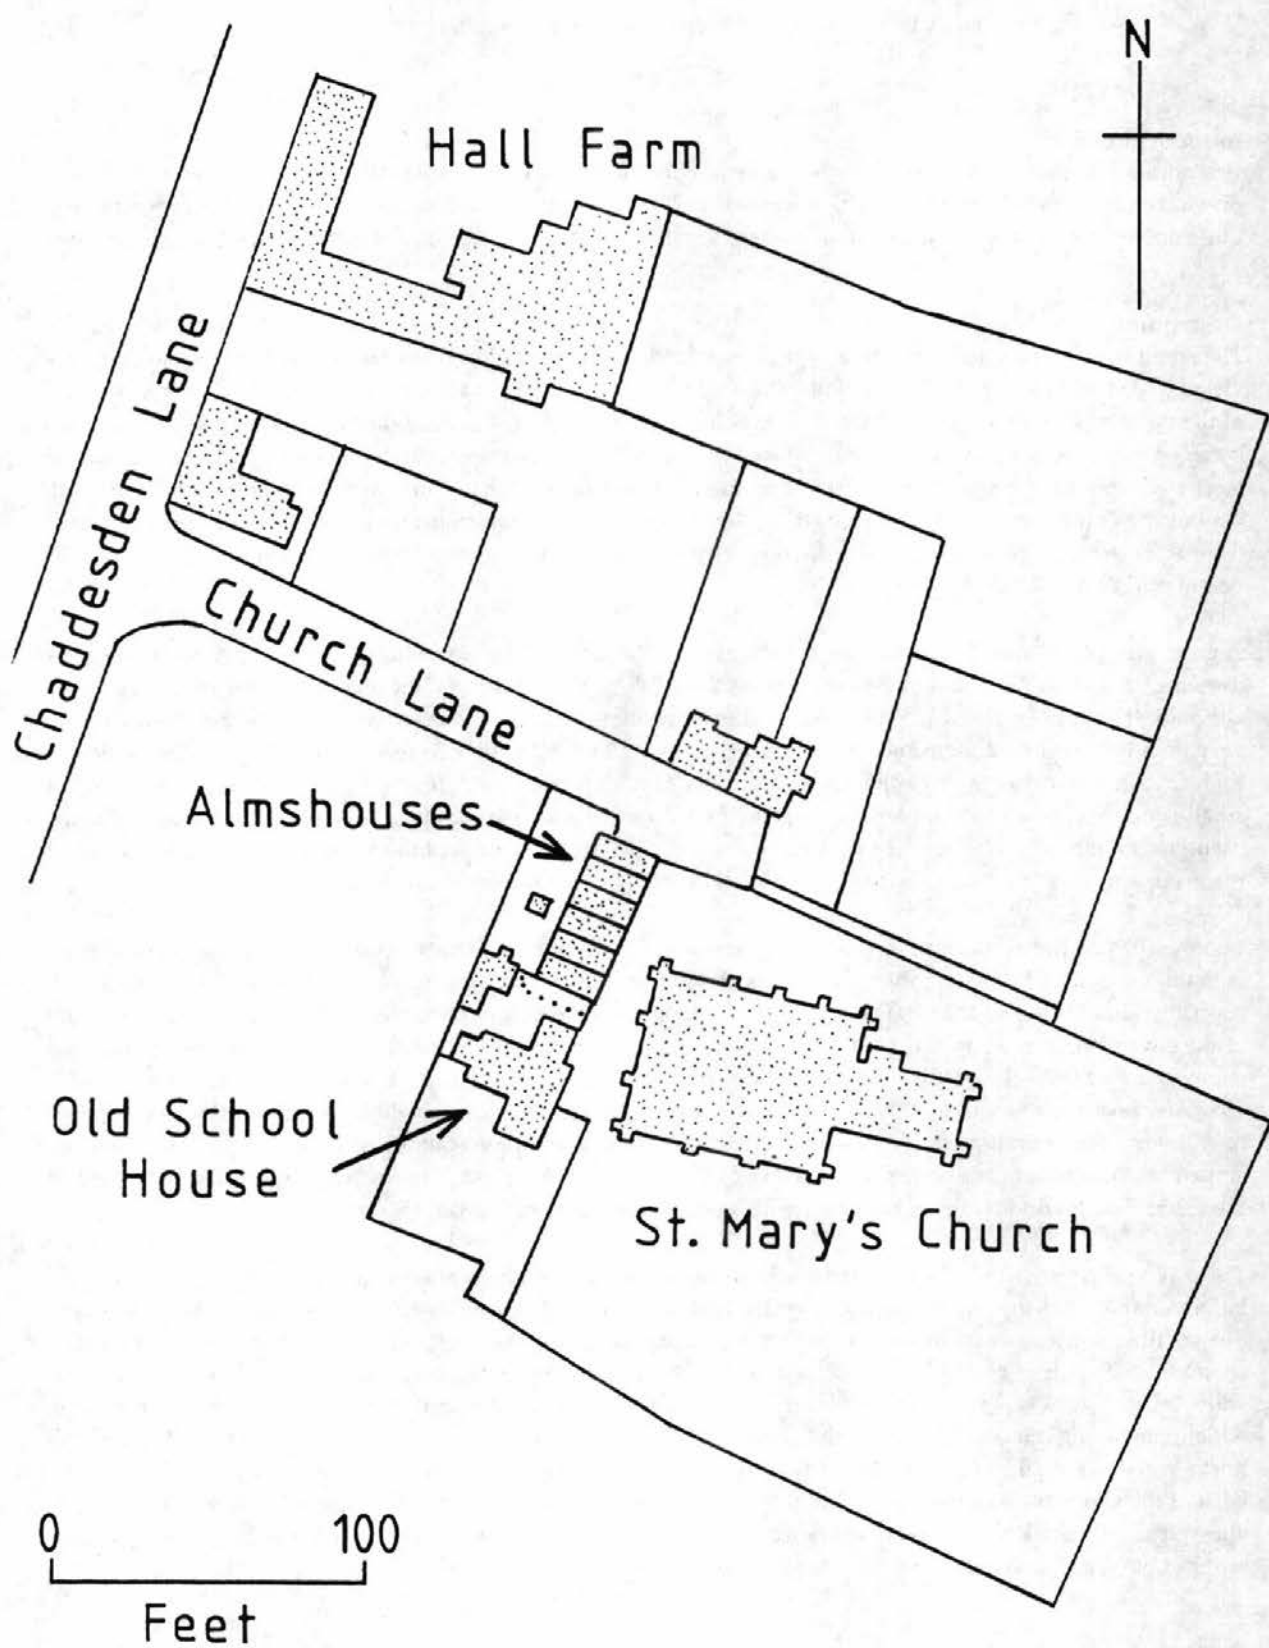 N
Hall Farm
Chaddesden Lane
Church Lane
Almshouses
Old School
House
St. Mary's Church
0 100
Feet